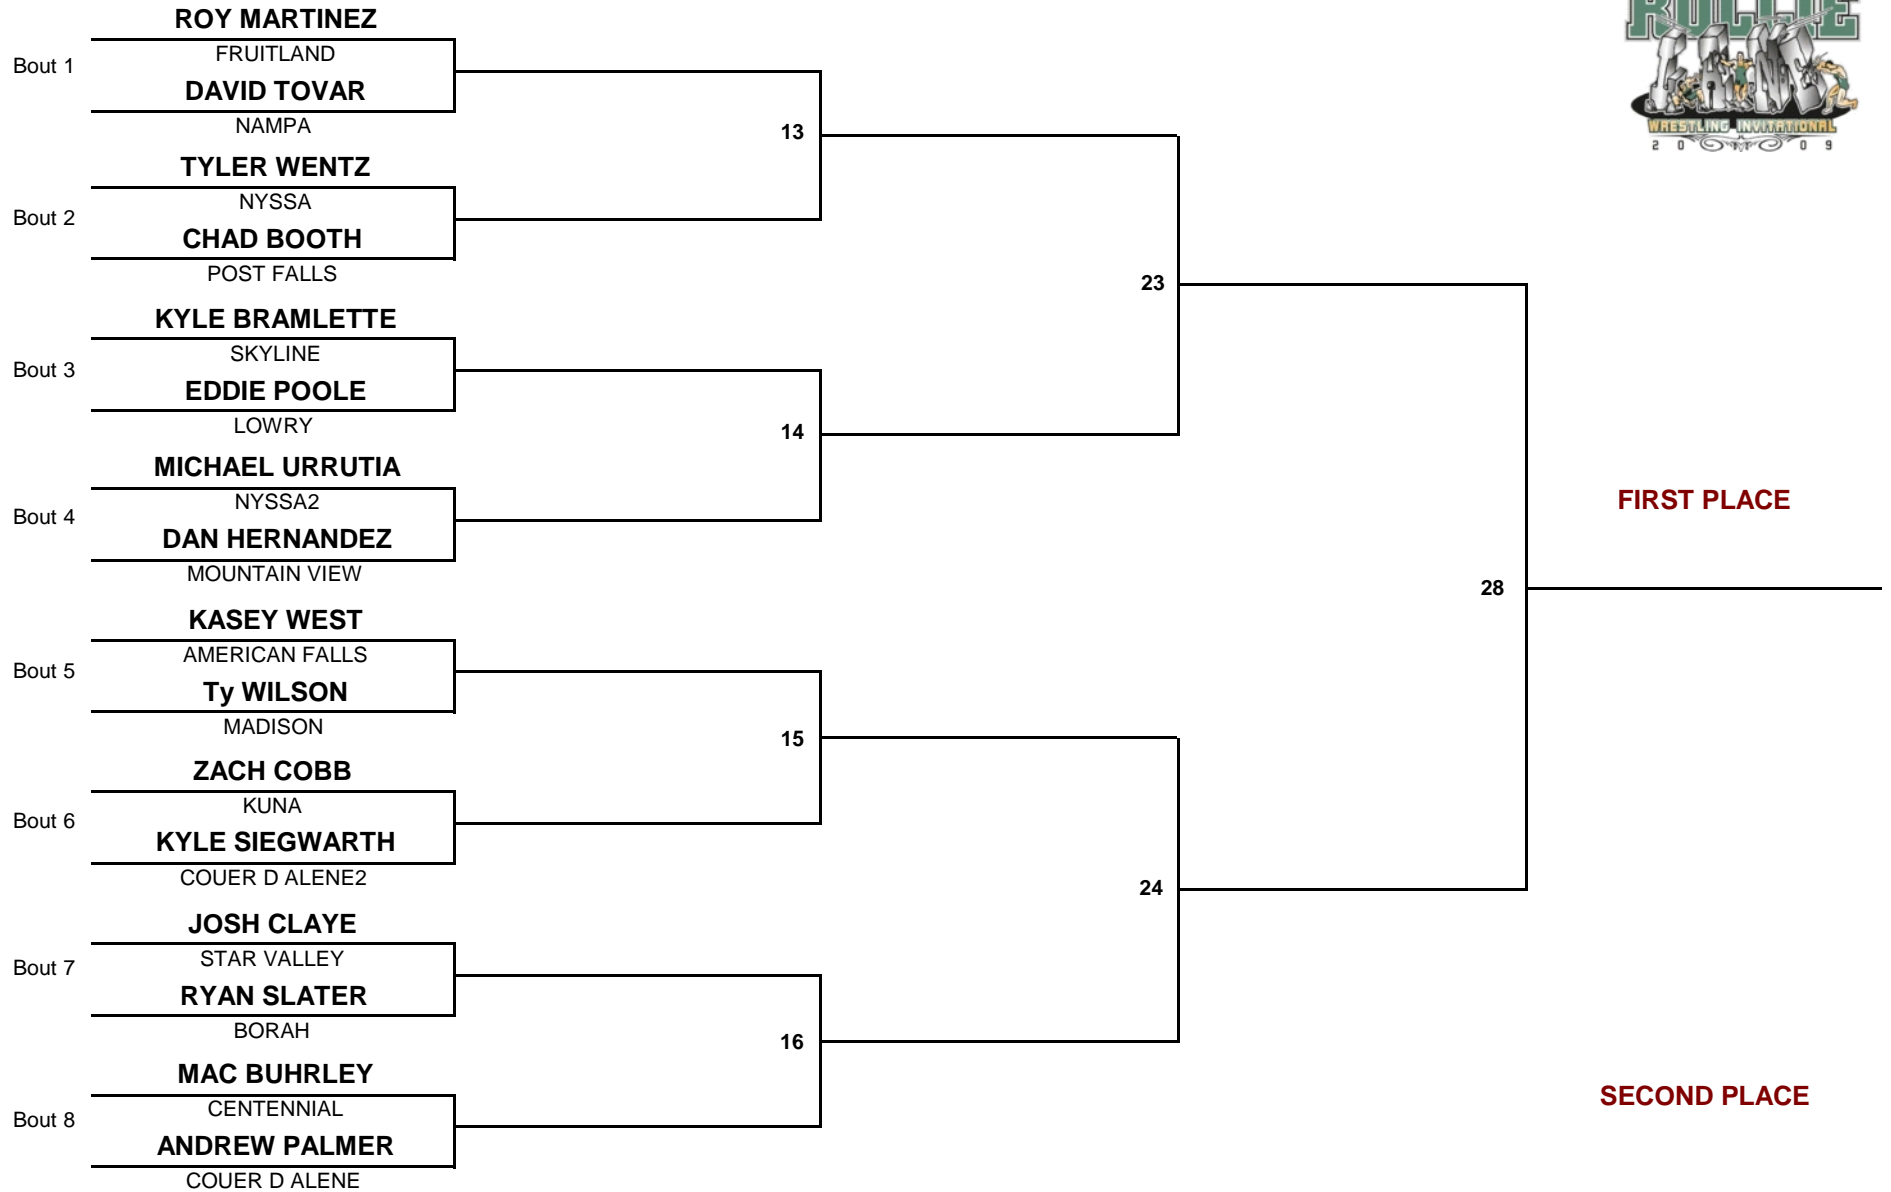 ROLLIE
LANE
WRESTLING INVITATIONAL
2009
ROY MARTINEZ
Bout 1
FRUITLAND
DAVID TOVAR
NAMPA
13
TYLER WENTZ
Bout 2
NYSSA
CHAD BOOTH
POST FALLS
23
KYLE BRAMLETTE
Bout 3
SKYLINE
EDDIE POOLE
LOWRY
14
MICHAEL URRUTIA
Bout 4
NYSSA2
DAN HERNANDEZ
MOUNTAIN VIEW
FIRST PLACE
28
KASEY WEST
Bout 5
AMERICAN FALLS
Ty WILSON
MADISON
15
ZACH COBB
Bout 6
KUNA
KYLE SIEGWARTH
COUER D ALENE2
24
JOSH CLAYE
Bout 7
STAR VALLEY
RYAN SLATER
BORAH
16
MAC BUHRLEY
Bout 8
CENTENNIAL
ANDREW PALMER
COUER D ALENE
SECOND PLACE